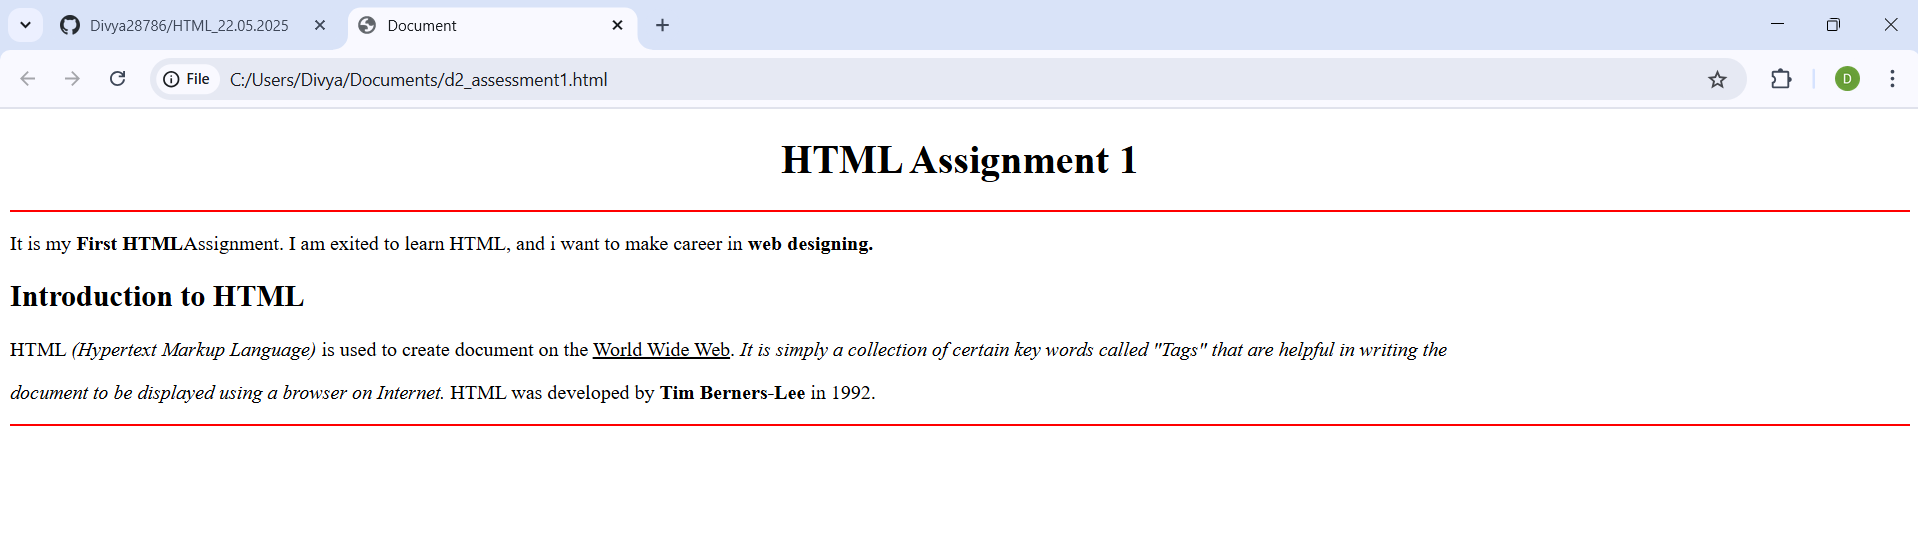 Divya28786/HTML_22.05.2025
Document
File C:/Users/Divya/Documents/d2_assessment1.html
D
HTML Assignment 1
It is my First HTMLAssignment. I am exited to learn HTML, and i want to make career in web designing.
Introduction to HTML
HTML (Hypertext Markup Language) is used to create document on the World Wide Web. It is simply a collection of certain key words called "Tags" that are helpful in writing the
document to be displayed using a browser on Internet. HTML was developed by Tim Berners-Lee in 1992.